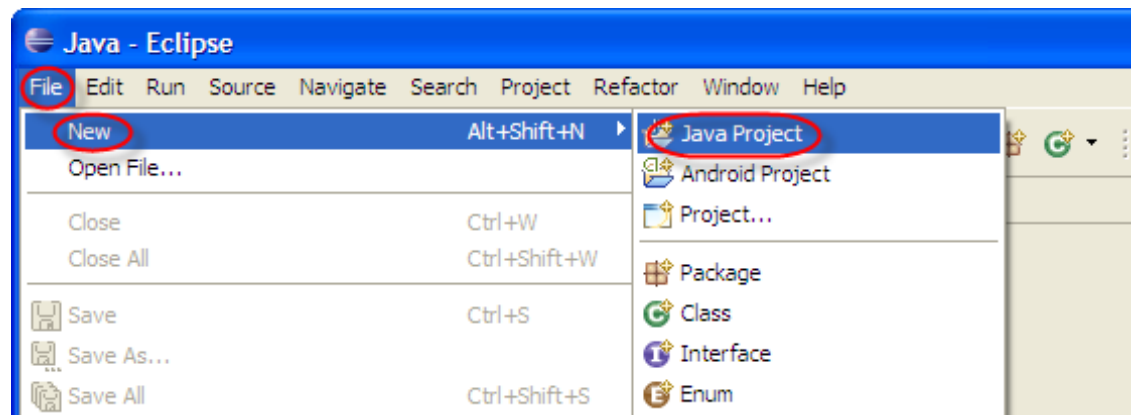 Java - Eclipse
File Edit Run Source Navigate Search Project Refactor Window Help
New Alt+Shift+N
Open File...
Close Ctrl+W
Close All Ctrl+Shift+W
Save Ctrl+S
Save As...
Save All Ctrl+Shift+S
Java Project
Android Project
Project...
Package
Class
Interface
Enum